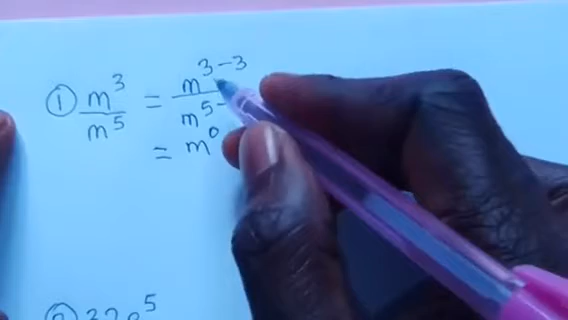 ① m³/m⁵ = m³⁻³/m⁵⁻
= m⁰